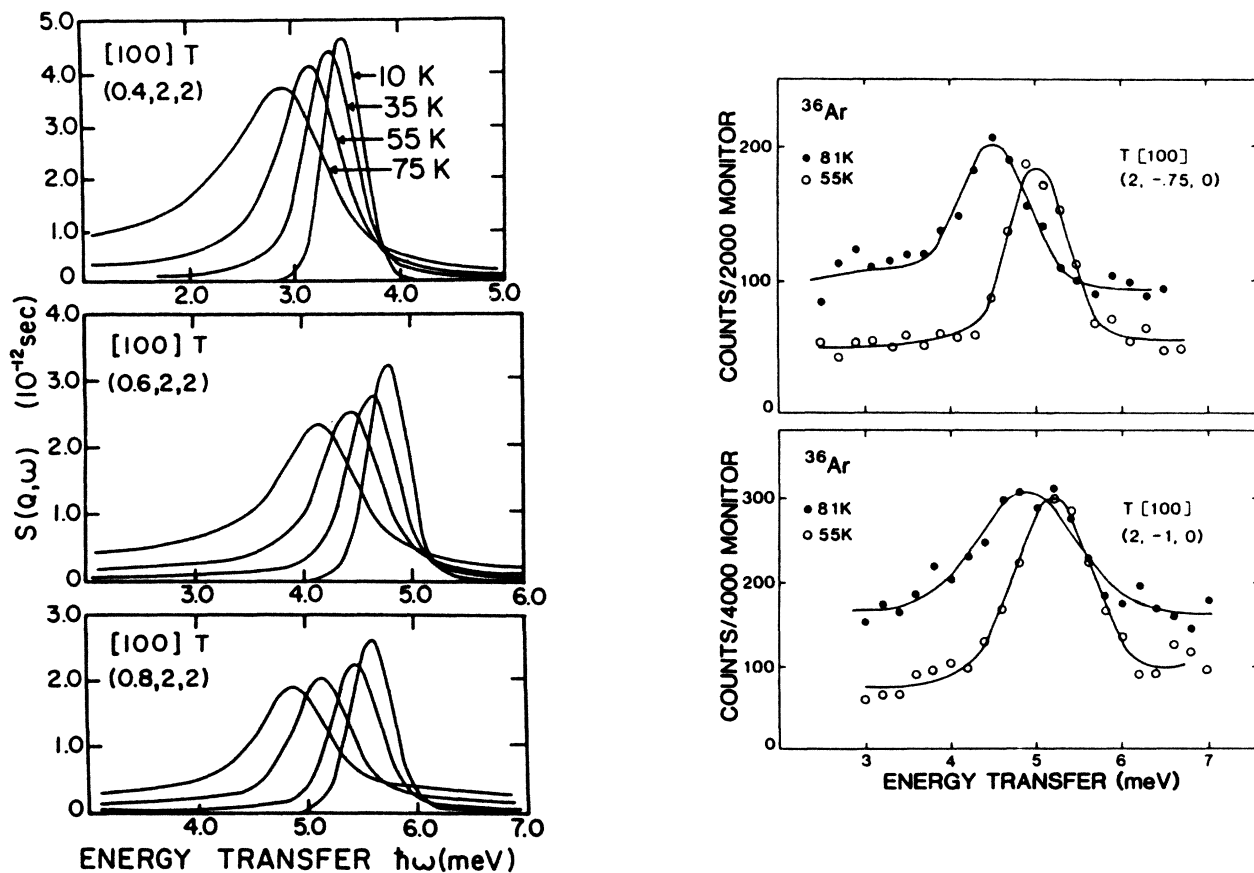 5.0
[100] T
(0.4,2,2)
4.0
10 K
3.0
35 K
55 K
2.0
75 K
1.0
0
2.0 3.0 4.0 5.0
4.0
[100] T
(0.6,2,2)
3.0
2.0
1.0
0
3.0 4.0 5.0 6.0
3.0
[100] T
(0.8,2,2)
2.0
1.0
0
4.0 5.0 6.0 7.0
S(Q,ω) (10⁻¹²sec)
ENERGY TRANSFER ħω(meV)
³⁶Ar
● 81K
○ 55K
T [100]
(2, -.75, 0)
200
100
0
COUNTS/2000 MONITOR
³⁶Ar
● 81K
○ 55K
T [100]
(2, -1, 0)
300
200
100
0
COUNTS/4000 MONITOR
3 4 5 6 7
ENERGY TRANSFER (meV)